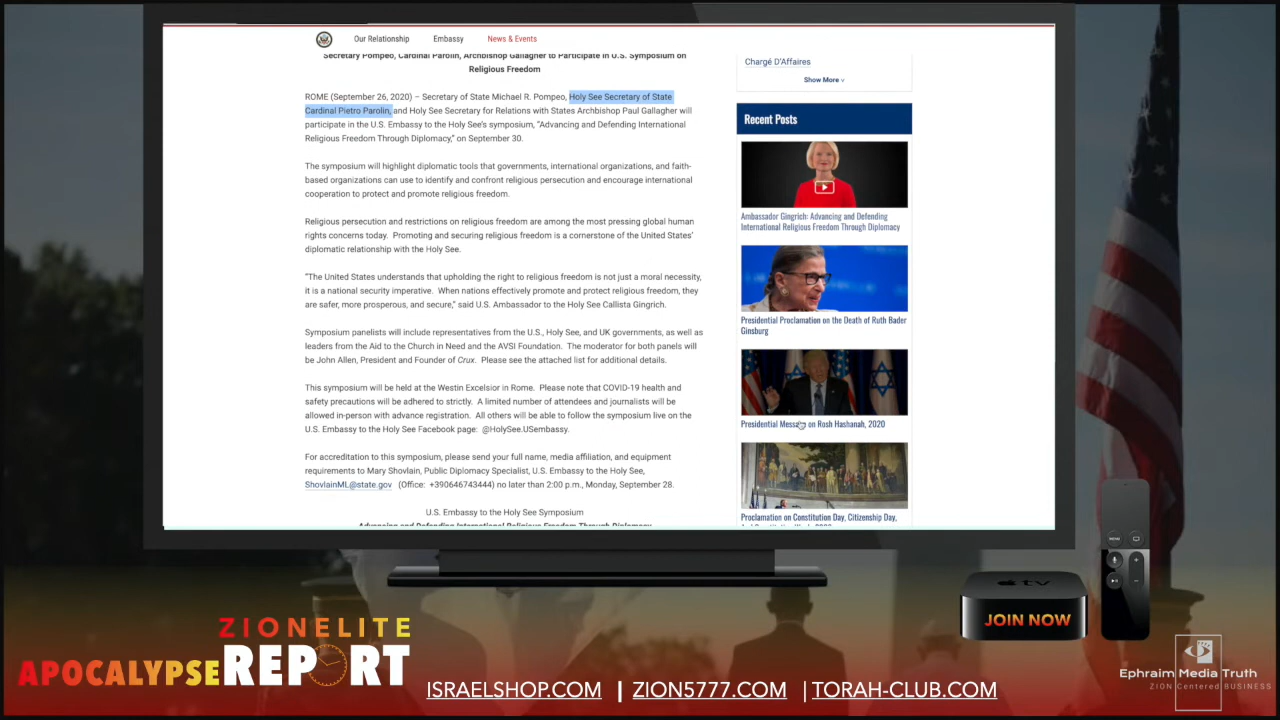 Our Relationship
Embassy
News & Events
Secretary Pompeo, Cardinal Parolin, Archbishop Gallagher to Participate in U.S. Symposium on
Religious Freedom
ROME (September 26, 2020) – Secretary of State Michael R. Pompeo, Holy See Secretary of State
Cardinal Pietro Parolin, and Holy See Secretary for Relations with States Archbishop Paul Gallagher will
participate in the U.S. Embassy to the Holy See's symposium, “Advancing and Defending International
Religious Freedom Through Diplomacy,” on September 30.
The symposium will highlight diplomatic tools that governments, international organizations, and faith-
based organizations can use to identify and confront religious persecution and encourage international
cooperation to protect and promote religious freedom.
Religious persecution and restrictions on religious freedom are among the most pressing global human
rights concerns today.  Promoting and securing religious freedom is a cornerstone of the United States'
diplomatic relationship with the Holy See.
“The United States understands that upholding the right to religious freedom is not just a moral necessity,
it is a national security imperative.  When nations effectively promote and protect religious freedom, they
are safer, more prosperous, and secure,” said U.S. Ambassador to the Holy See Callista Gingrich.
Symposium panelists will include representatives from the U.S., Holy See, and UK governments, as well as
leaders from the Aid to the Church in Need and the AVSI Foundation.  The moderator for both panels will
be John Allen, President and Founder of Crux.  Please see the attached list for additional details.
This symposium will be held at the Westin Excelsior in Rome.  Please note that COVID-19 health and
safety precautions will be adhered to strictly.  A limited number of attendees and journalists will be
allowed in-person with advance registration.  All others will be able to follow the symposium live on the
U.S. Embassy to the Holy See Facebook page:  @HolySee.USembassy.
For accreditation to this symposium, please send your full name, media affiliation, and equipment
requirements to Mary Shovlain, Public Diplomacy Specialist, U.S. Embassy to the Holy See,
ShovlainML@state.gov   (Office:  +390646743444) no later than 2:00 p.m., Monday, September 28.
U.S. Embassy to the Holy See Symposium
Advancing and Defending International Religious Freedom Through Diplomacy
Chargé D'Affaires
Show More
Recent Posts
Ambassador Gingrich: Advancing and Defending
International Religious Freedom Through Diplomacy
Presidential Proclamation on the Death of Ruth Bader
Ginsburg
Presidential Message on Rosh Hashanah, 2020
Proclamation on Constitution Day, Citizenship Day,
MENU
tv
JOIN NOW
ZIONELITE
APOCALYPSE REPORT
ISRAELSHOP.COM | ZION5777.COM | TORAH-CLUB.COM
Ephraim Media Truth
ZION Centered BUSINESS